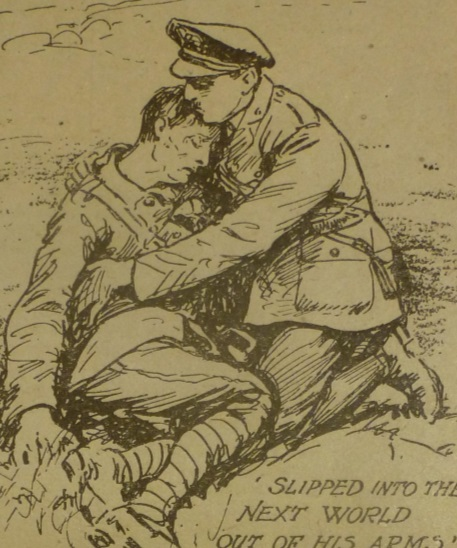 'SLIPPED INTO THE
NEXT WORLD
OUT OF HIS ARMS'